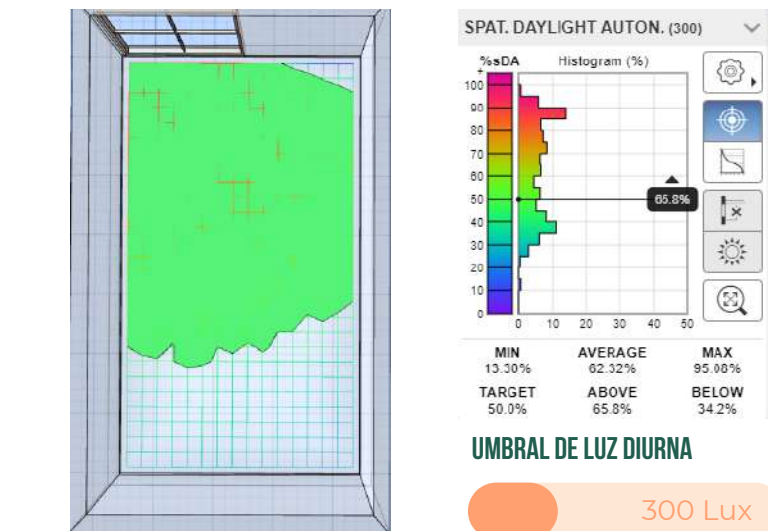 SPAT. DAYLIGHT AUTON. (300)
%sDA Histogram (%)
100
90
80
70
60
50
40
30
20
10
0
65.8%
0 10 20 30 40 50
MIN AVERAGE MAX
13.30% 62.32% 95.08%
TARGET ABOVE BELOW
50.0% 65.8% 34.2%
UMBRAL DE LUZ DIURNA
300 Lux